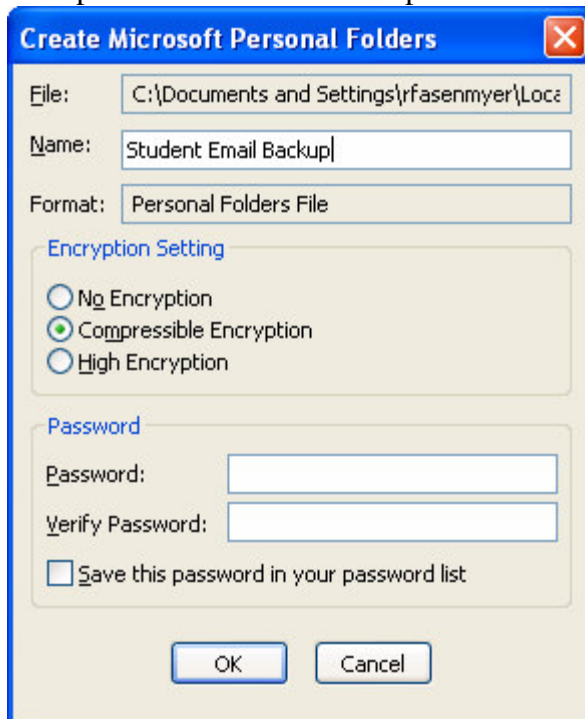 Create Microsoft Personal Folders
File: C:\Documents and Settings\rfasenmyer\Loca
Name: Student Email Backup
Format: Personal Folders File
Encryption Setting
No Encryption
Compressible Encryption
High Encryption
Password
Password:
Verify Password:
Save this password in your password list
OK Cancel